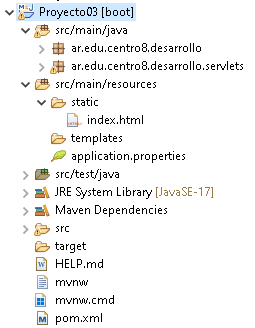 Proyecto03 [boot]
src/main/java
ar.edu.centro8.desarrollo
ar.edu.centro8.desarrollo.servlets
src/main/resources
static
index.html
templates
application.properties
src/test/java
JRE System Library [JavaSE-17]
Maven Dependencies
src
target
HELP.md
mvnw
mvnw.cmd
pom.xml